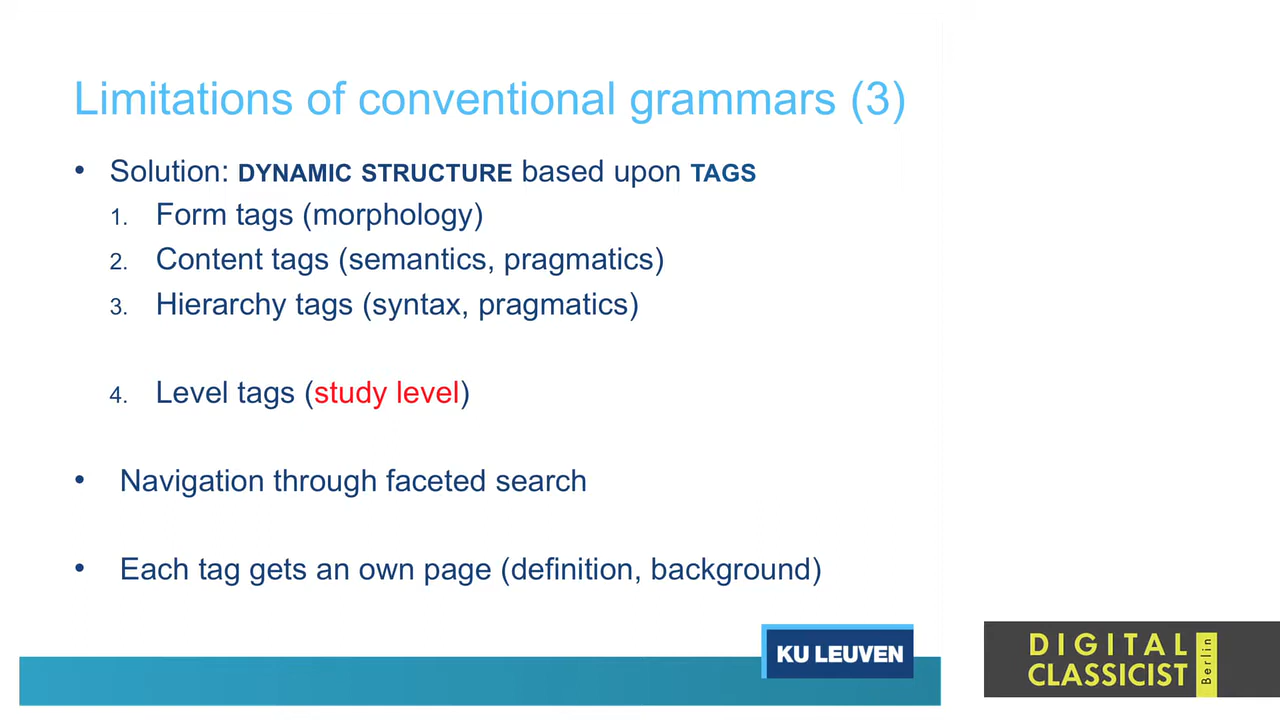 Limitations of conventional grammars (3)
• Solution: DYNAMIC STRUCTURE based upon TAGS
1. Form tags (morphology)
2. Content tags (semantics, pragmatics)
3. Hierarchy tags (syntax, pragmatics)
4. Level tags (study level)
• Navigation through faceted search
• Each tag gets an own page (definition, background)
KU LEUVEN
DIGITAL
CLASSICIST
Berlin